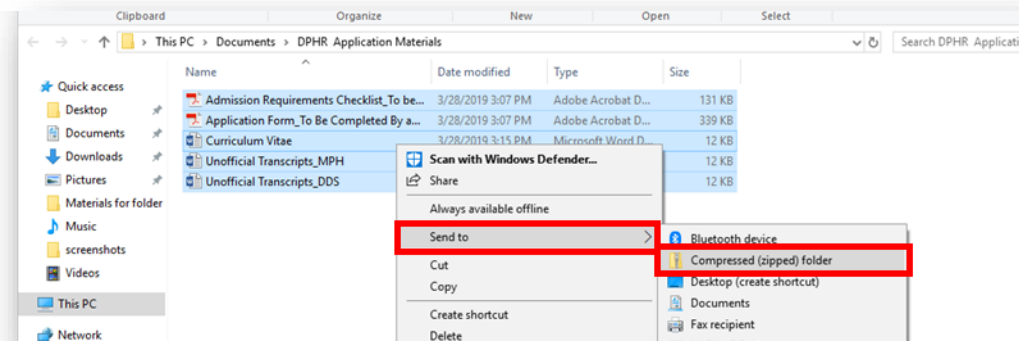 Clipboard Organize New Open Select
This PC > Documents > DPHR Application Materials Search DPHR Applicati
Name Date modified Type Size
Quick access
Desktop
Documents
Downloads
Pictures
Materials for folder
Music
screenshots
Videos
This PC
Network
Admission Requirements Checklist_To be... 3/28/2019 3:07 PM Adobe Acrobat D... 131 KB
Application Form_To Be Completed By a... 3/28/2019 3:07 PM Adobe Acrobat D... 339 KB
Curriculum Vitae 3/28/2019 3:15 PM Microsoft Word D... 12 KB
Unofficial Transcripts_MPH 12 KB
Unofficial Transcripts_DDS 12 KB
Scan with Windows Defender...
Share
Always available offline
Send to
Cut
Copy
Create shortcut
Delete
Bluetooth device
Compressed (zipped) folder
Desktop (create shortcut)
Documents
Fax recipient